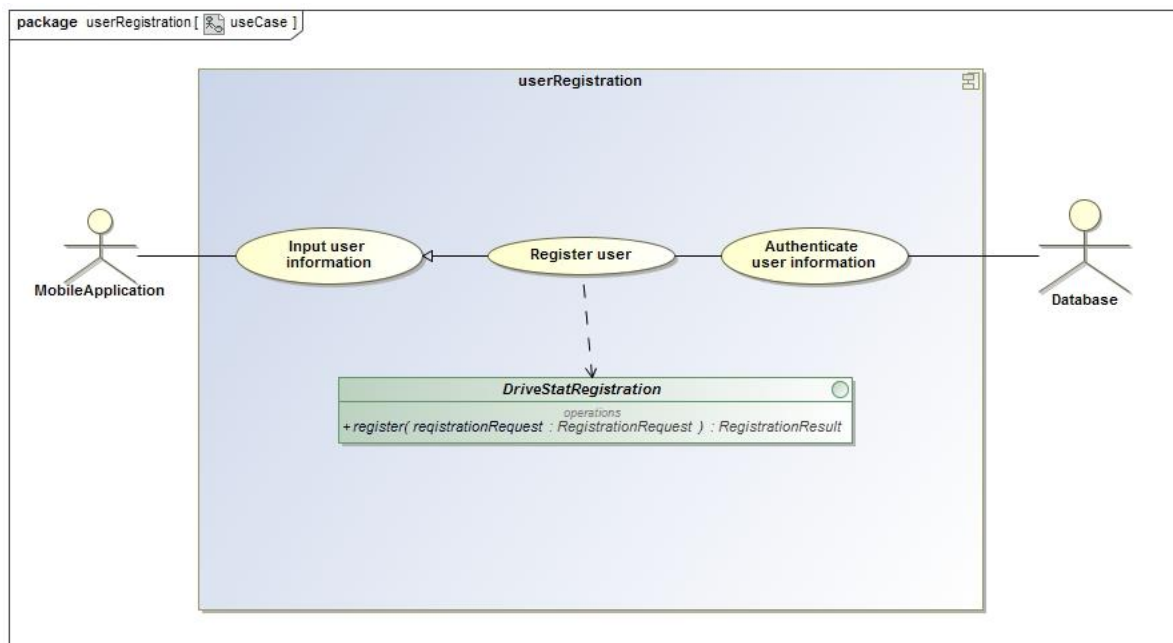 package userRegistration [ useCase ]
userRegistration
Input user
information
Register user
Authenticate
user information
MobileApplication
Database
DriveStatRegistration
operations
+register( registrationRequest : RegistrationRequest ) : RegistrationResult